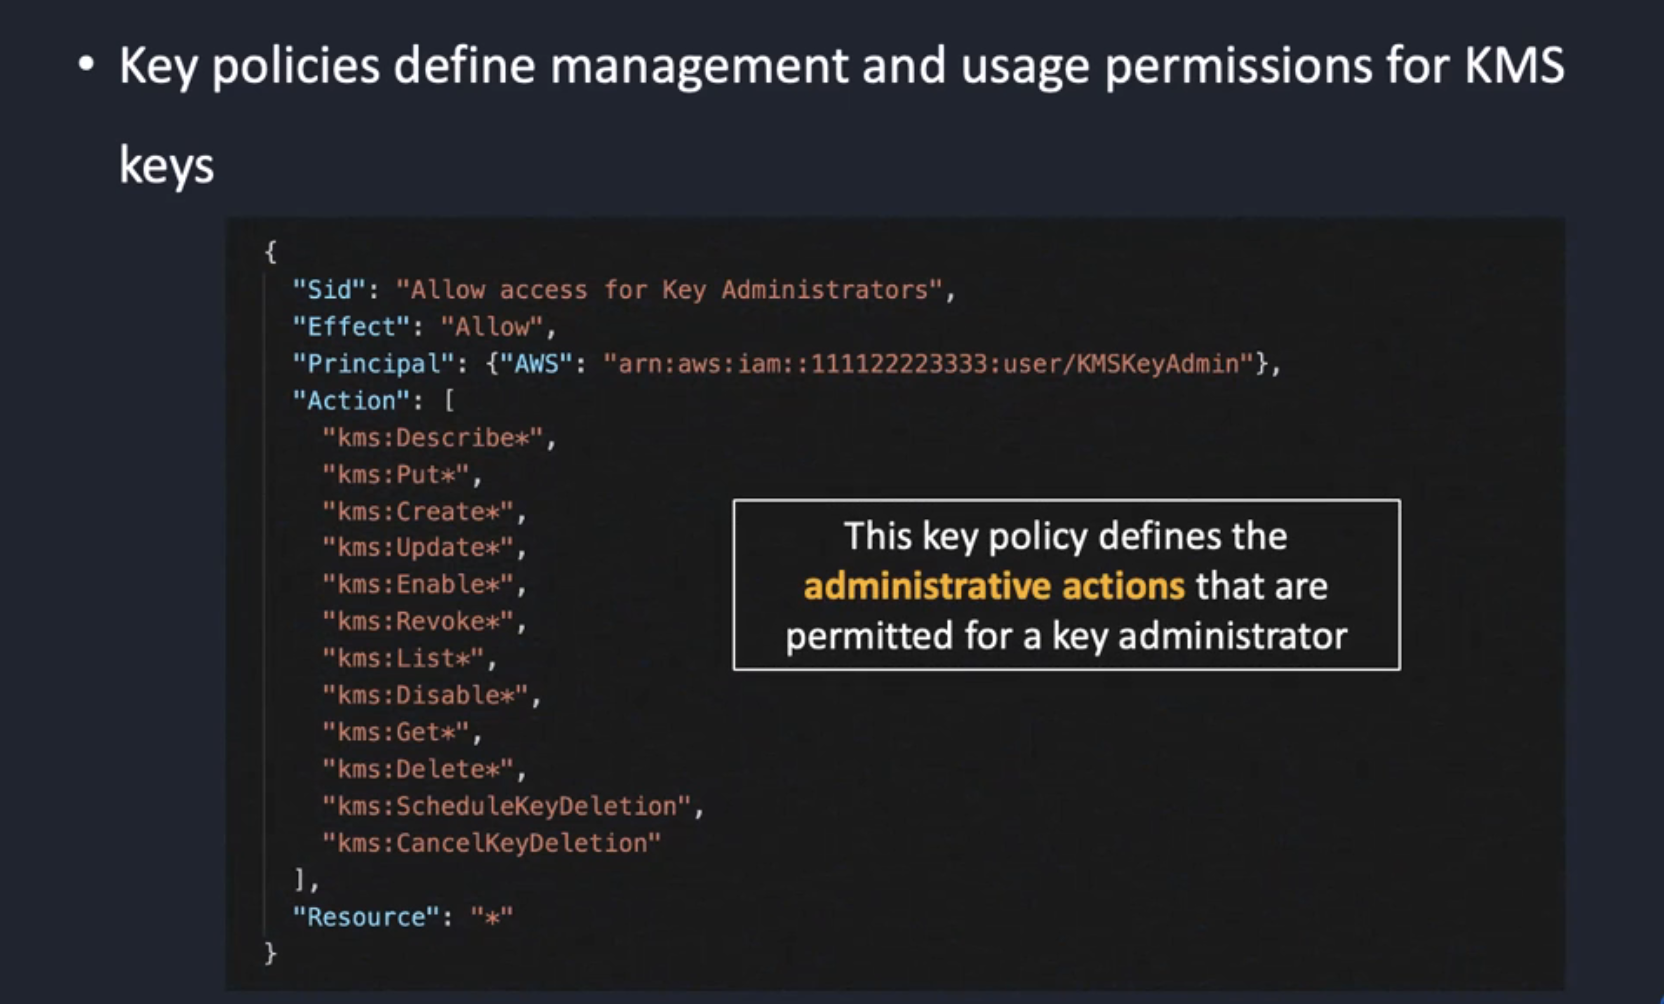 • Key policies define management and usage permissions for KMS
keys
{
"Sid": "Allow access for Key Administrators",
"Effect": "Allow",
"Principal": {"AWS": "arn:aws:iam::111122223333:user/KMSKeyAdmin"},
"Action": [
"kms:Describe*",
"kms:Put*",
"kms:Create*",
"kms:Update*",
"kms:Enable*",
"kms:Revoke*",
"kms:List*",
"kms:Disable*",
"kms:Get*",
"kms:Delete*",
"kms:ScheduleKeyDeletion",
"kms:CancelKeyDeletion"
],
"Resource": "*"
}
This key policy defines the
administrative actions that are
permitted for a key administrator